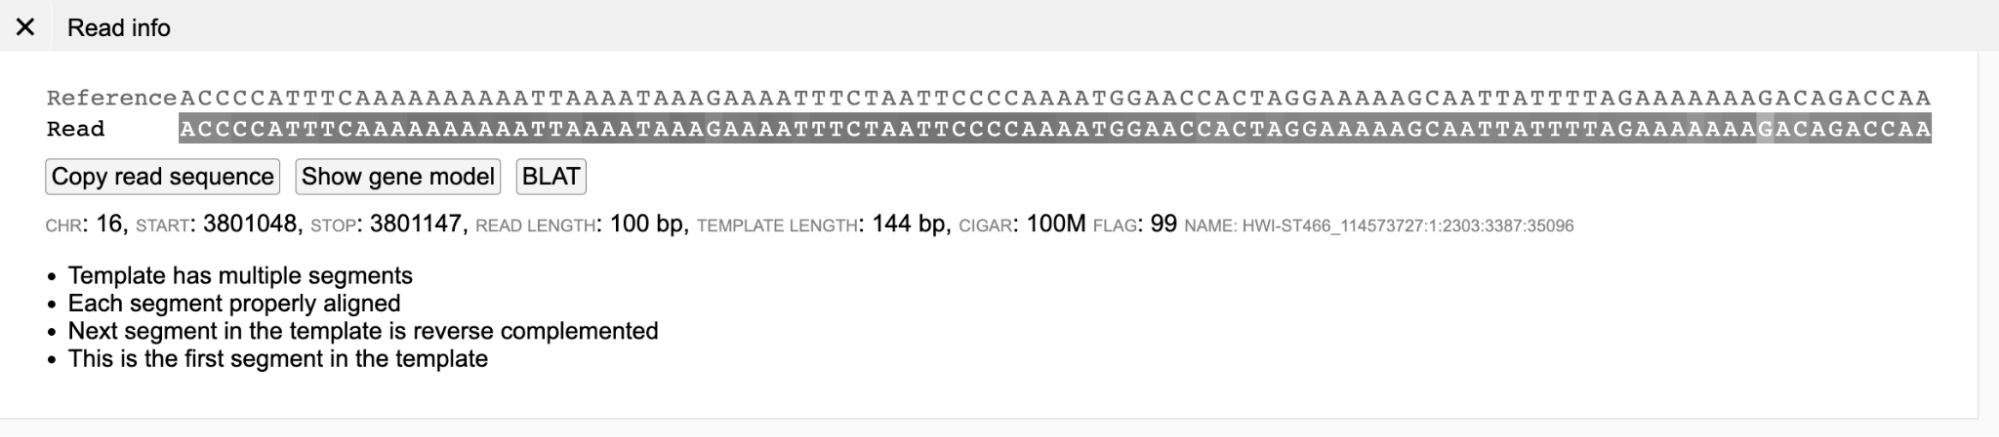 × Read info
Reference ACCCCATTTCAAAAAAAAAATTAAAATAAAGAAAATTTCTAATTCCCCAAAATGGAACCACTAGGAAAAAGCAATTATTTTAGAAAAAAAGACAGACCAA
Read ACCCCATTTCAAAAAAAAAATTAAAATAAAGAAAATTTCTAATTCCCCAAAATGGAACCACTAGGAAAAAGCAATTATTTTAGAAAAAAAGACAGACCAA
Copy read sequence Show gene model BLAT
CHR: 16, START: 3801048, STOP: 3801147, READ LENGTH: 100 bp, TEMPLATE LENGTH: 144 bp, CIGAR: 100M FLAG: 99 NAME: HWI-ST466_114573727:1:2303:3387:35096
• Template has multiple segments
• Each segment properly aligned
• Next segment in the template is reverse complemented
• This is the first segment in the template